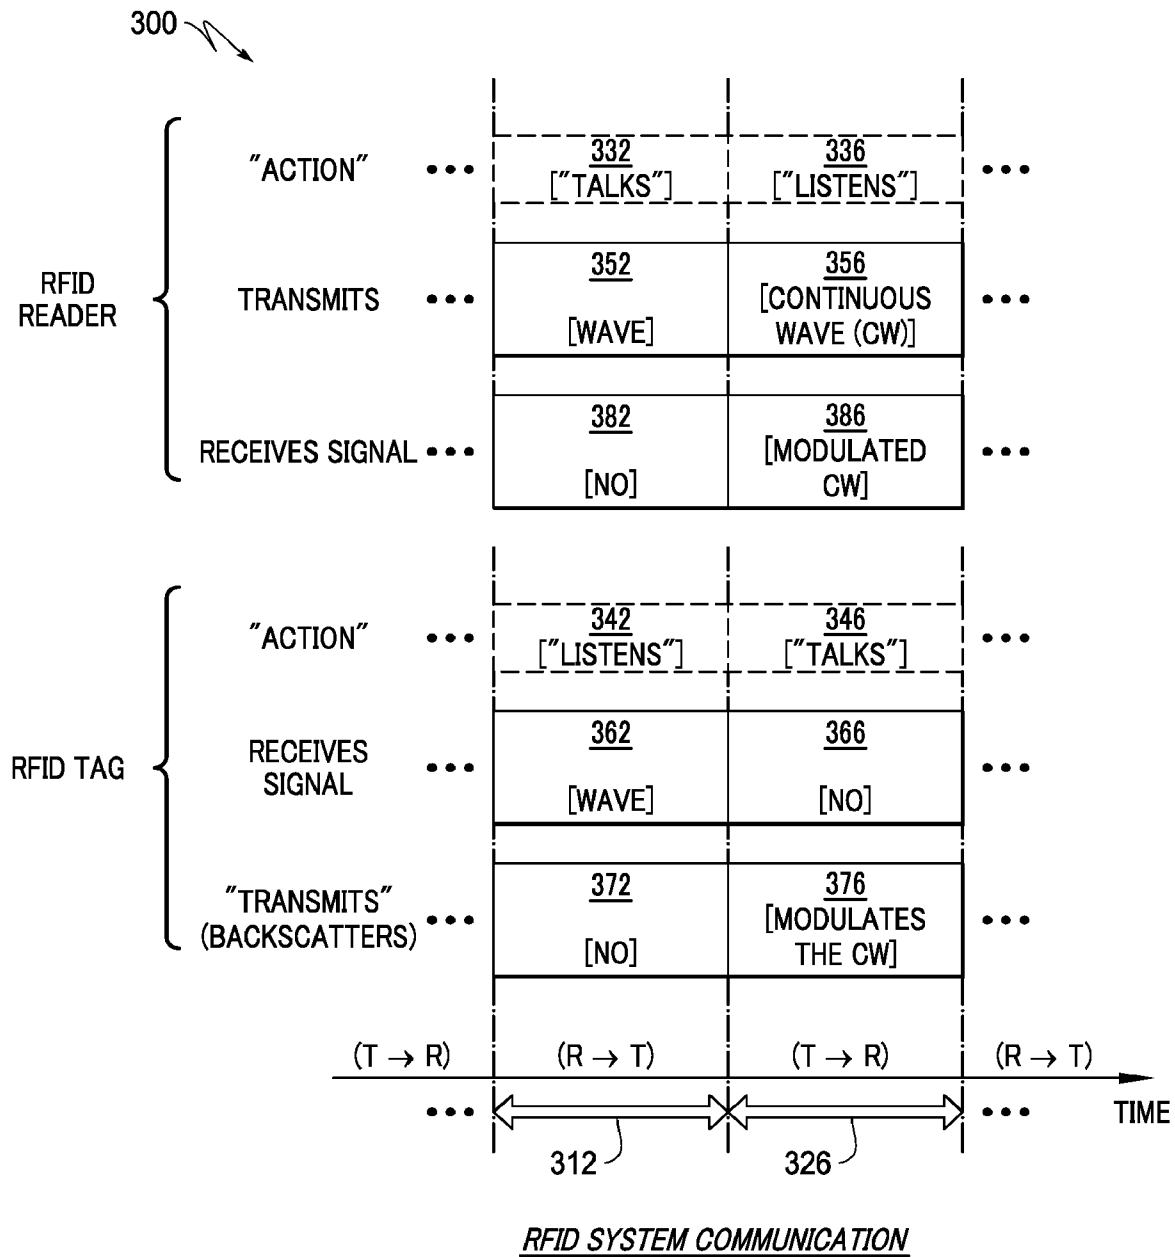 300
332
336
"ACTION" ••• ["TALKS"] ["LISTENS"] •••
352
356
RFID
READER
TRANSMITS ••• [CONTINUOUS •••
[WAVE] WAVE (CW)]
382
386
RECEIVES SIGNAL ••• [MODULATED •••
[NO] CW]
342
346
"ACTION" ••• ["LISTENS"] ["TALKS"] •••
362
366
RFID TAG
RECEIVES
SIGNAL ••• •••
[WAVE] [NO]
372
376
"TRANSMITS" [MODULATES
(BACKSCATTERS) ••• [NO] THE CW] •••
(T → R) (R → T) (T → R) (R → T)
••• ••• TIME
312 326
RFID SYSTEM COMMUNICATION